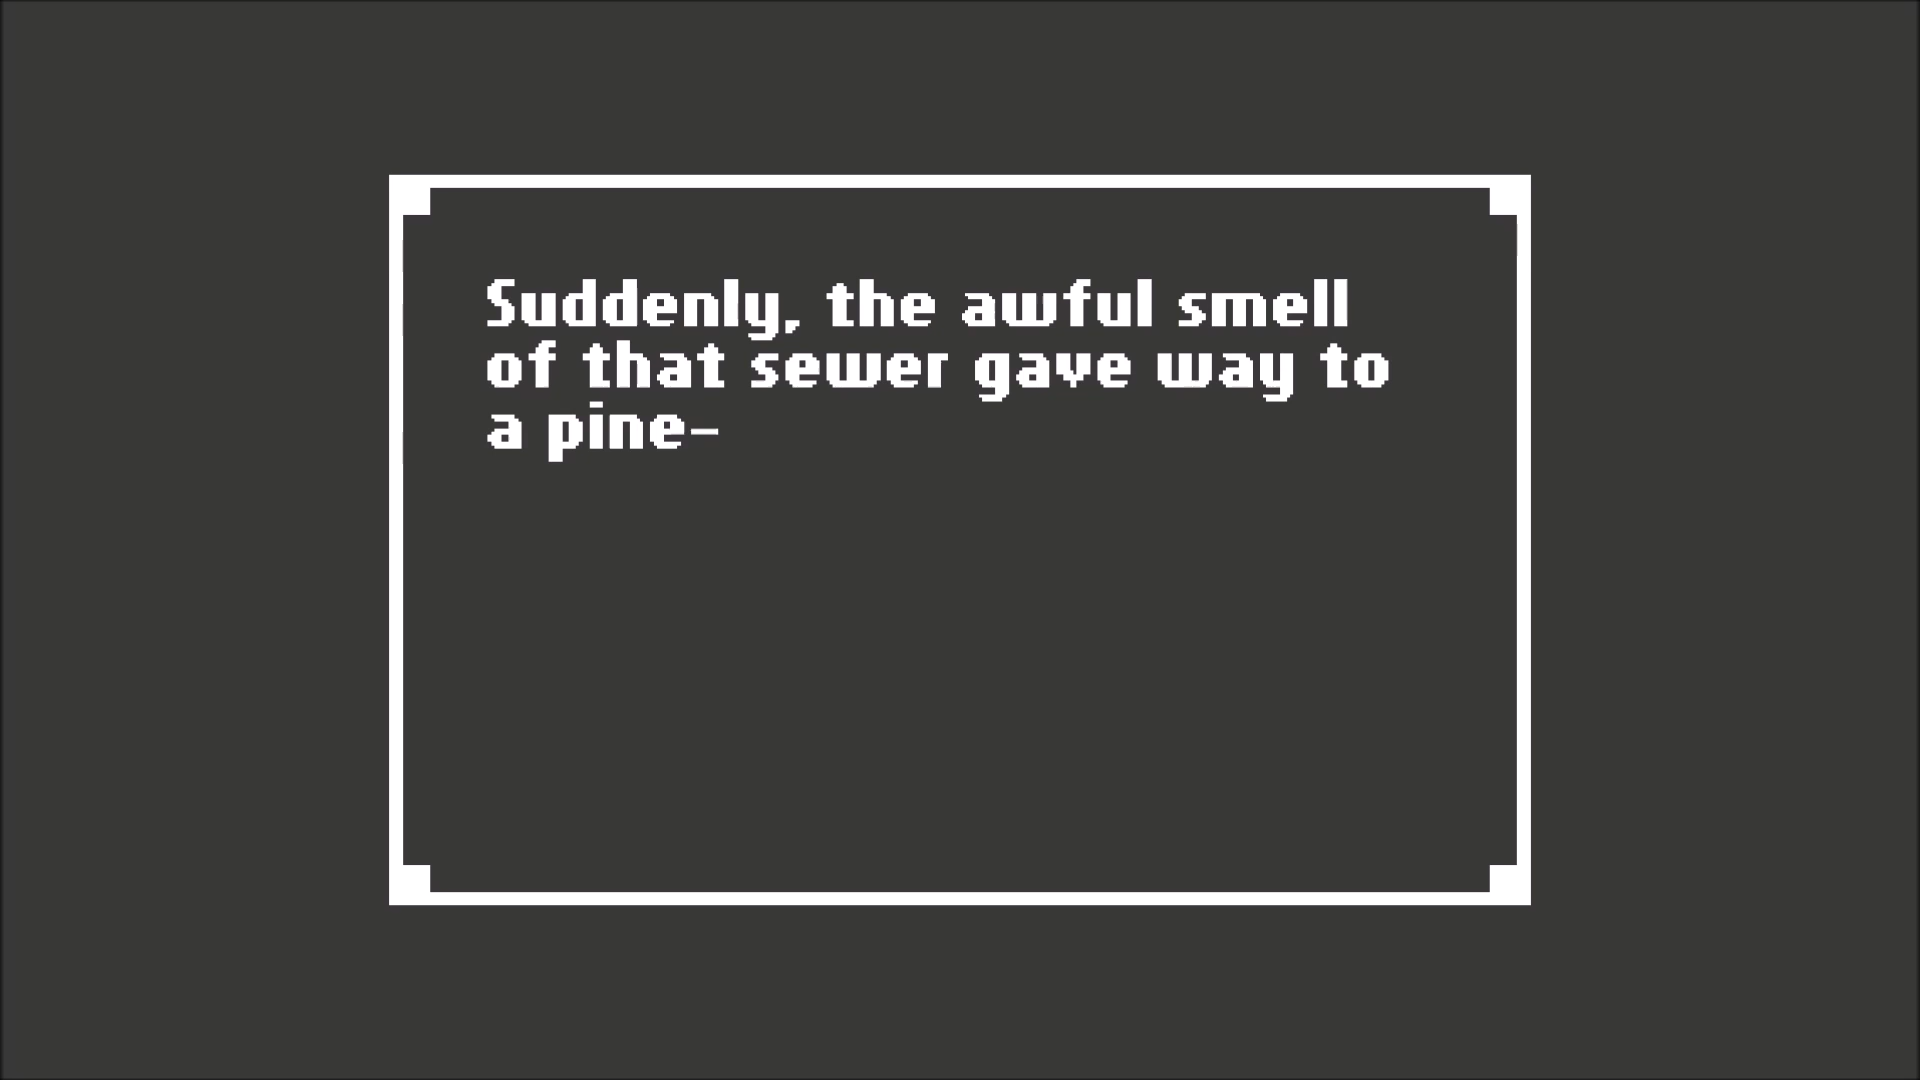 Suddenly, the awful smell
of that sewer gave way to
a pine-